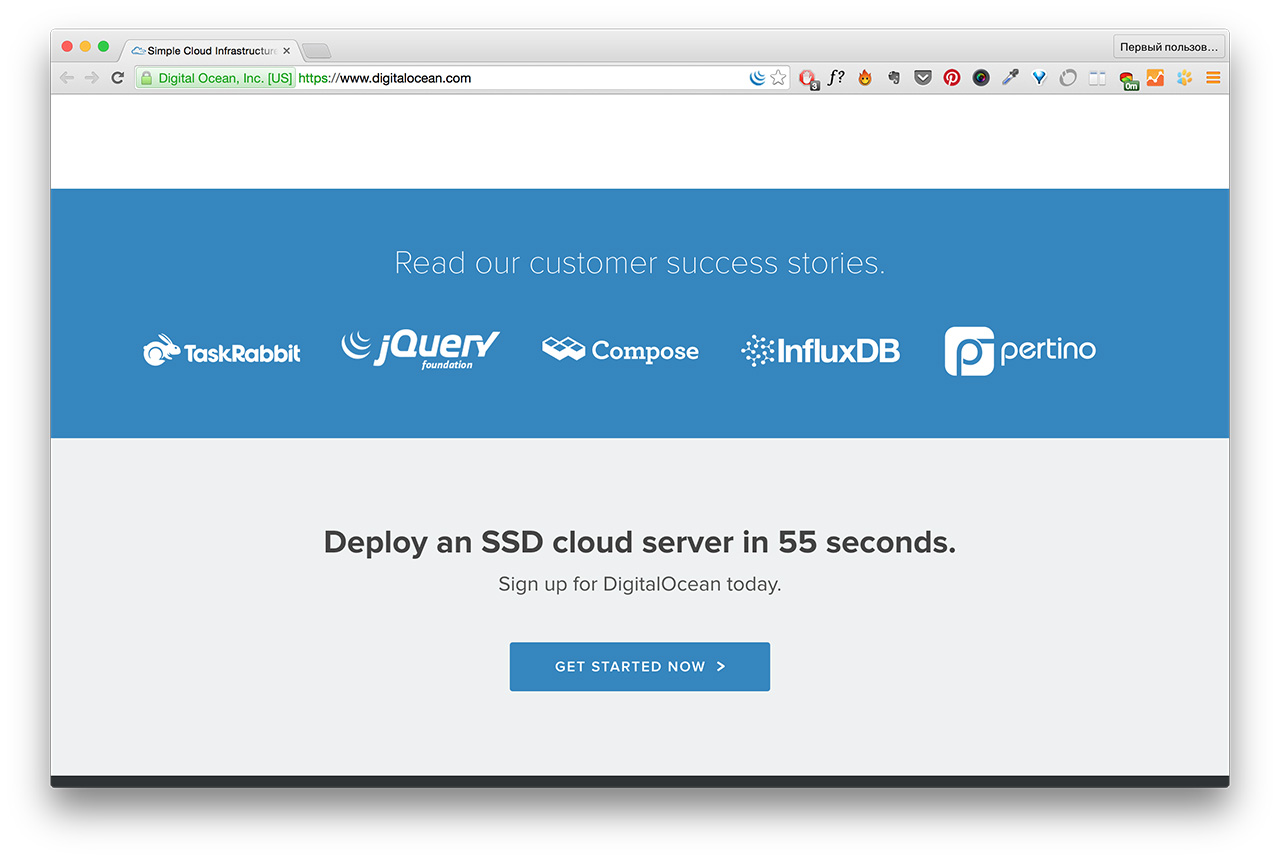 Simple Cloud Infrastructure
Первый пользов…
Digital Ocean, Inc. [US] https://www.digitalocean.com
3
f?
0m
Read our customer success stories.
TaskRabbit
jQuery
foundation
Compose
InfluxDB
pertino
Deploy an SSD cloud server in 55 seconds.
Sign up for DigitalOcean today.
GET STARTED NOW >